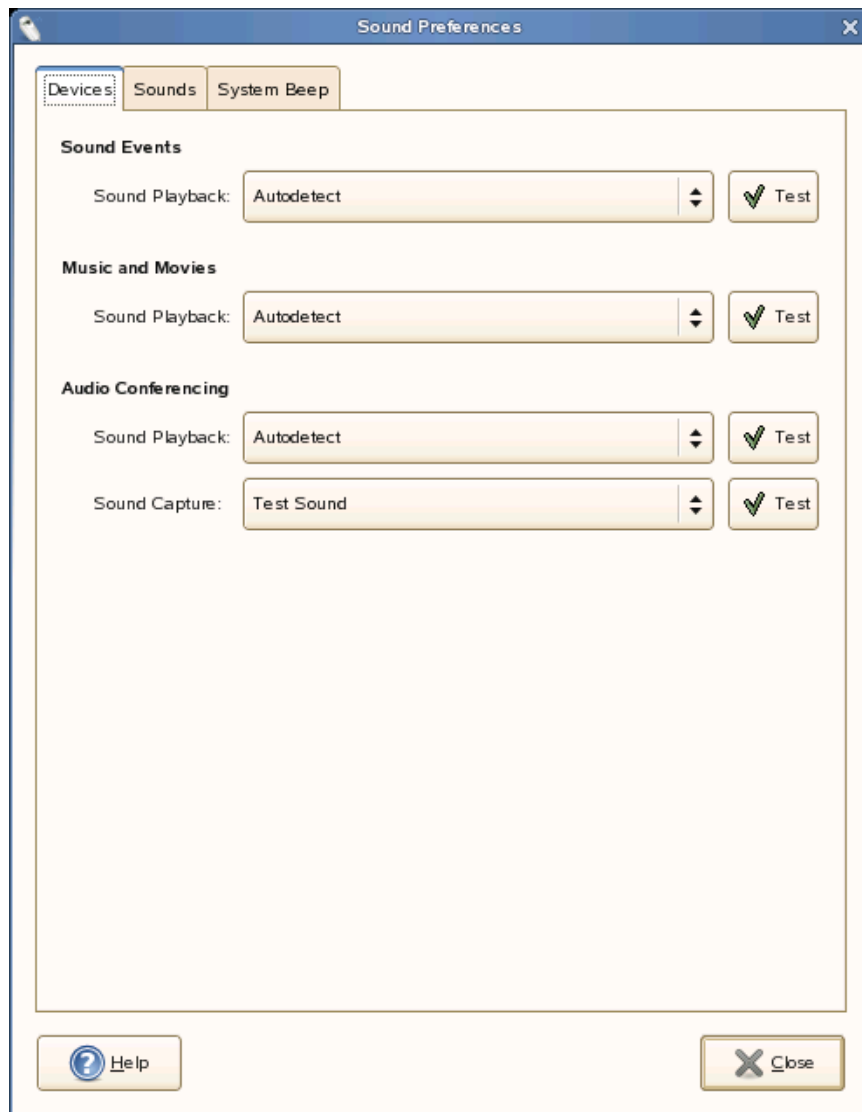 Sound Preferences
Devices Sounds System Beep
Sound Events
Sound Playback: Autodetect Test
Music and Movies
Sound Playback: Autodetect Test
Audio Conferencing
Sound Playback: Autodetect Test
Sound Capture: Test Sound Test
Help Close